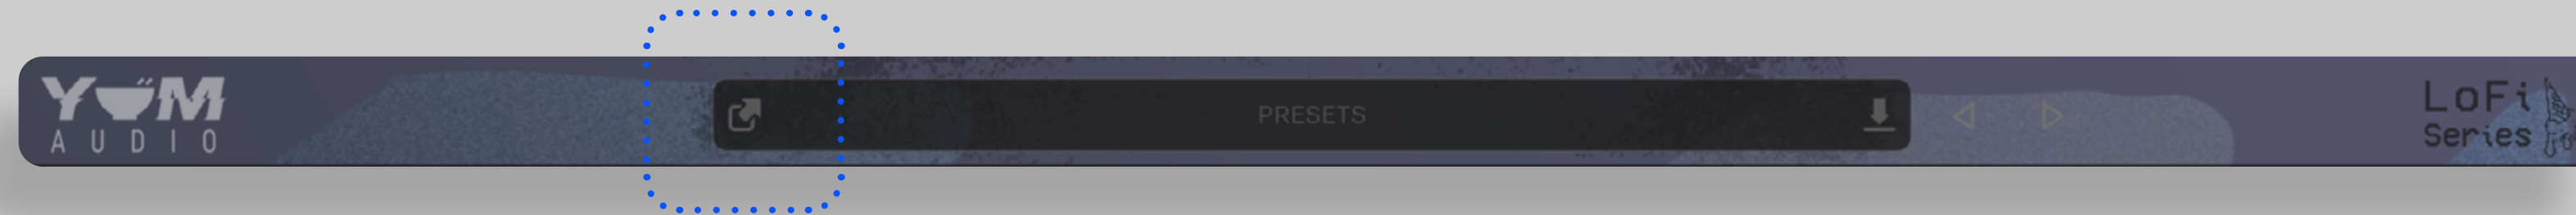 YUM
AUDIO
PRESETS
LoFi
Series